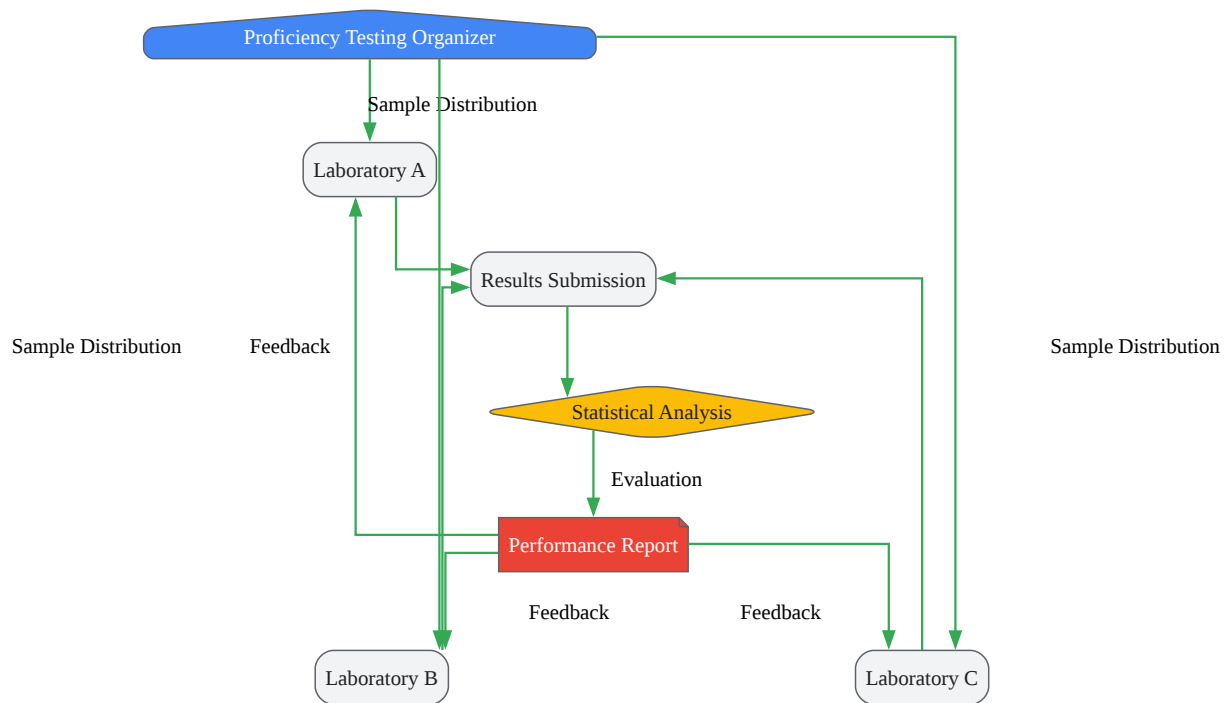 Proficiency Testing Organizer
Sample Distribution
Laboratory A
Results Submission
Sample Distribution
Feedback
Sample Distribution
Statistical Analysis
Evaluation
Performance Report
Feedback
Feedback
Laboratory B
Laboratory C